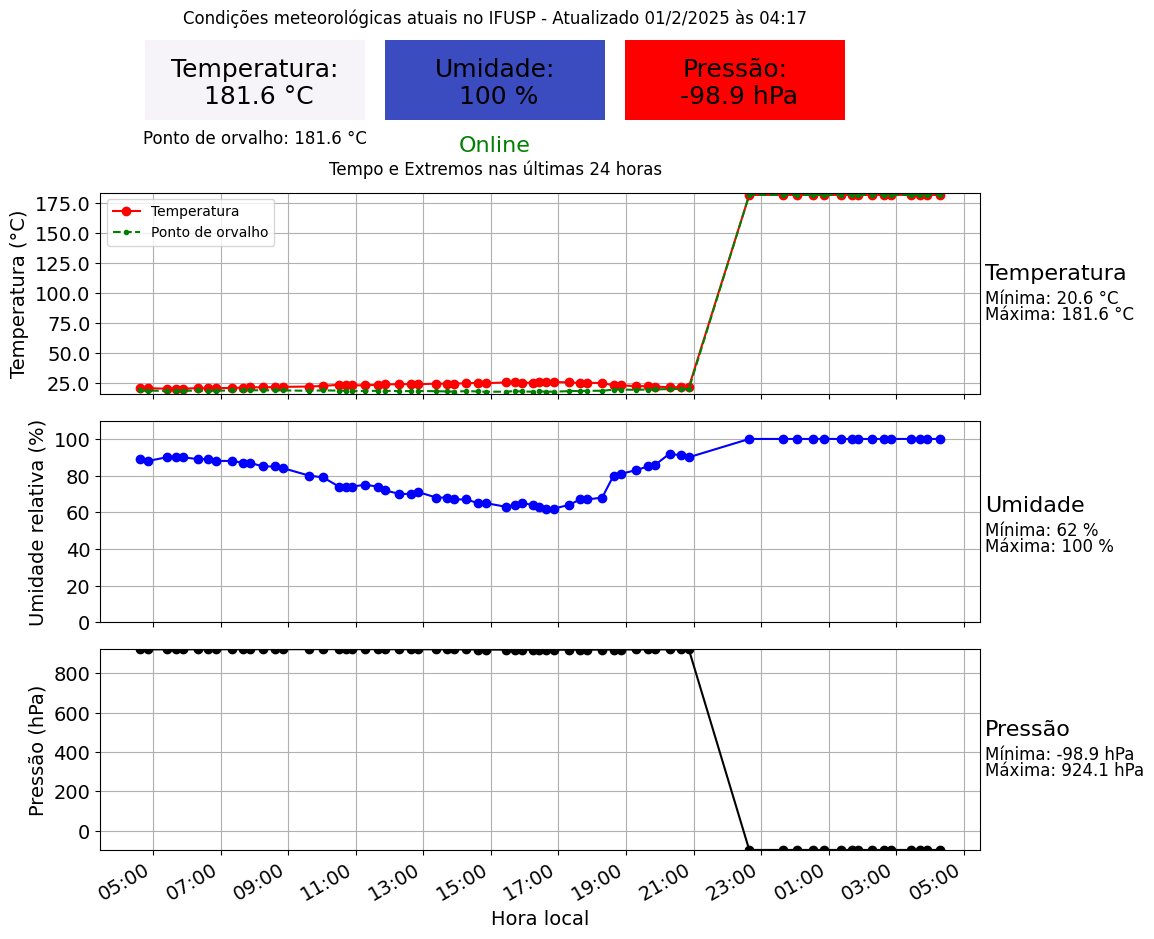 Condições meteorológicas atuais no IFUSP - Atualizado 01/2/2025 às 04:17
Temperatura:
181.6 °C
Umidade:
100 %
Pressão:
-98.9 hPa
Ponto de orvalho: 181.6 °C
Online
Tempo e Extremos nas últimas 24 horas
Temperatura (°C)
175.0
150.0
125.0
100.0
75.0
50.0
25.0
Temperatura
Ponto de orvalho
Temperatura
Mínima: 20.6 °C
Máxima: 181.6 °C
Umidade relativa (%)
100
80
60
40
20
0
Umidade
Mínima: 62 %
Máxima: 100 %
Pressão (hPa)
800
600
400
200
0
Pressão
Mínima: -98.9 hPa
Máxima: 924.1 hPa
05:00 07:00 09:00 11:00 13:00 15:00 17:00 19:00 21:00 23:00 01:00 03:00 05:00
Hora local